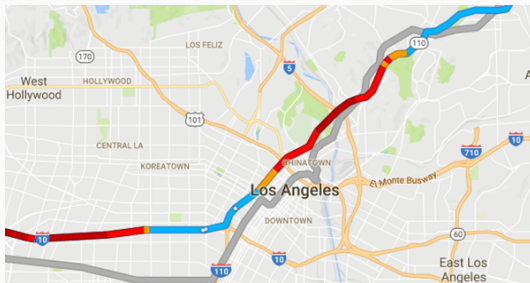 110
LOS FELIZ
170
5
West
Hollywood
HOLLYWOOD
101
CENTRAL LA
KOREATOWN
CHINATOWN
710
10
El Monte Busway
Los Angeles
DOWNTOWN
10
60
110
10
East Los
Angeles